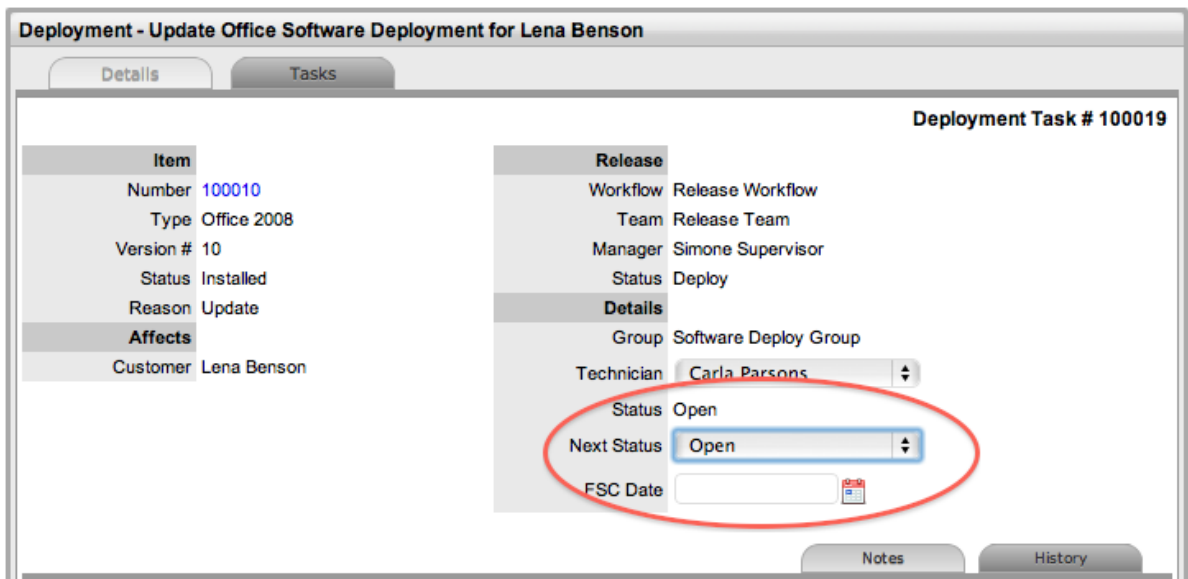 Deployment - Update Office Software Deployment for Lena Benson
Details
Tasks
Deployment Task # 100019
Item
Number 100010
Type Office 2008
Version # 10
Status Installed
Reason Update
Affects
Customer Lena Benson
Release
Workflow Release Workflow
Team Release Team
Manager Simone Supervisor
Status Deploy
Details
Group Software Deploy Group
Technician Carla Parsons
Status Open
Next Status Open
FSC Date
Notes
History